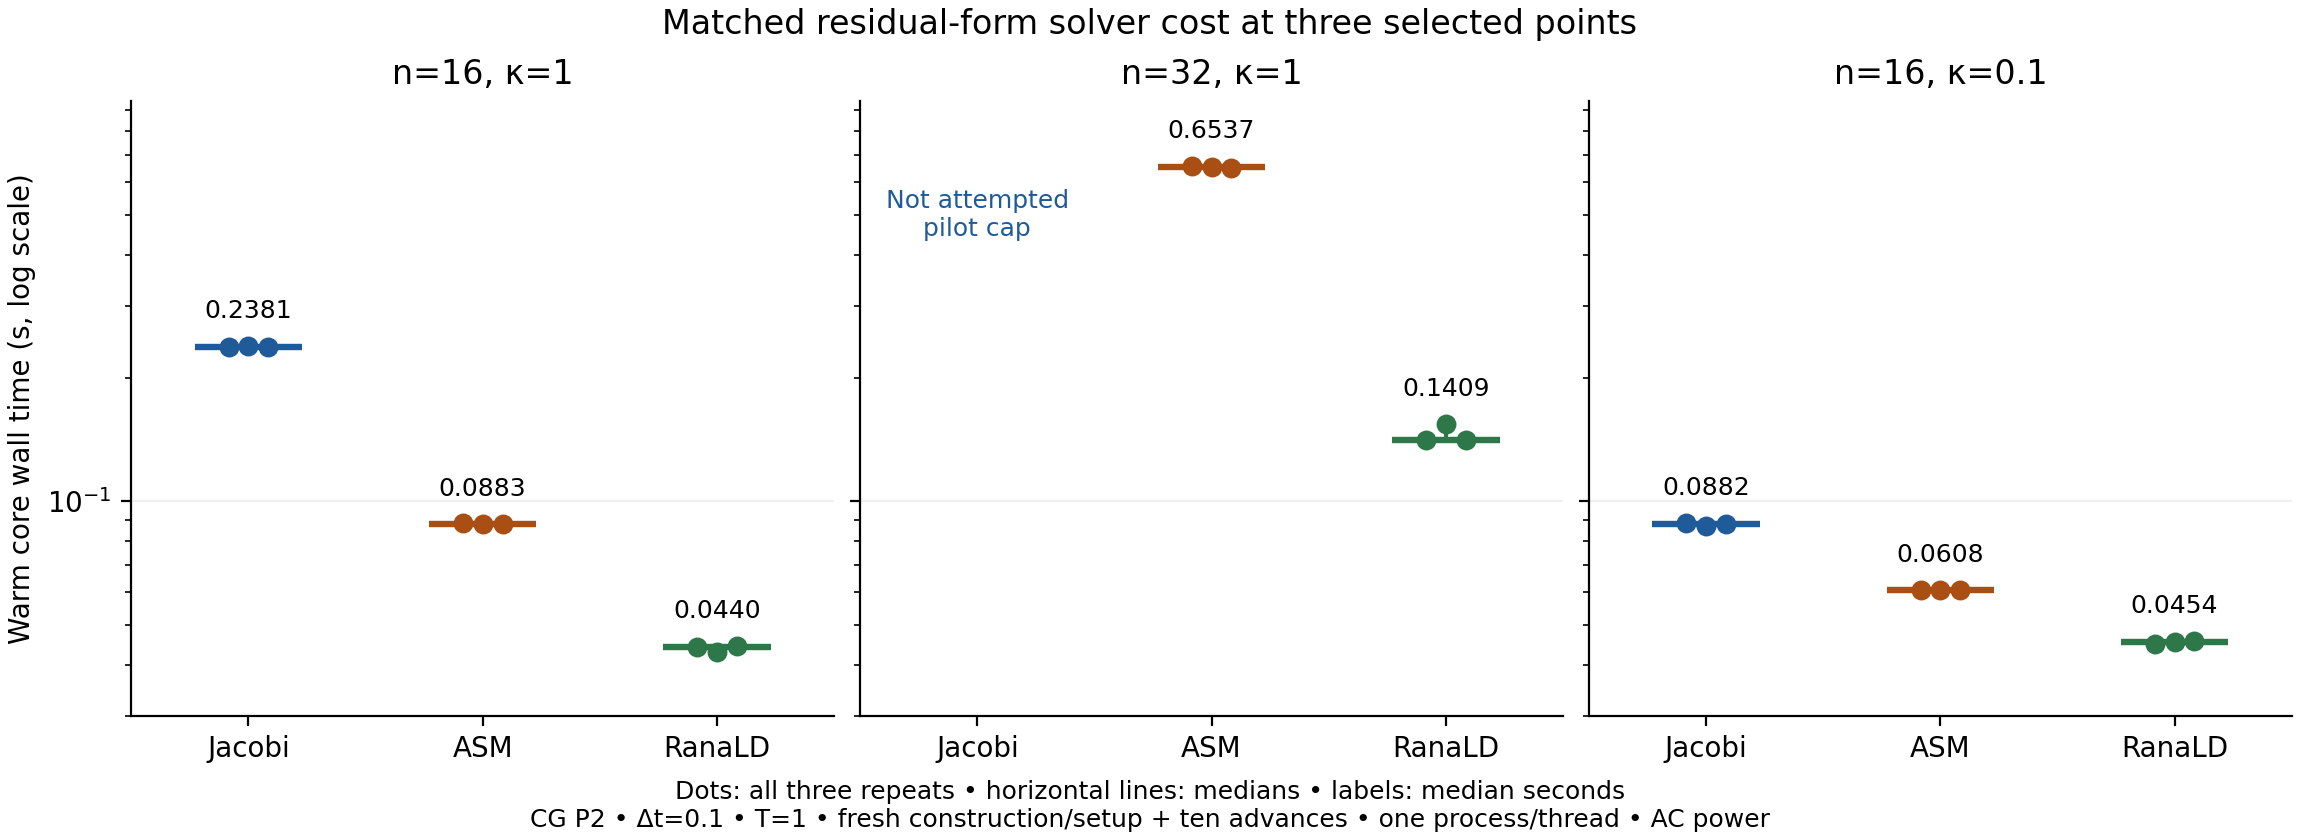 Matched residual-form solver cost at three selected points
n=16, κ=1
n=32, κ=1
n=16, κ=0.1
Warm core wall time (s, log scale)
10⁻¹
0.2381
0.0883
0.0440
Not attempted
pilot cap
0.6537
0.1409
0.0882
0.0608
0.0454
Jacobi
ASM
RanaLD
Jacobi
ASM
RanaLD
Jacobi
ASM
RanaLD
Dots: all three repeats • horizontal lines: medians • labels: median seconds
CG P2 • Δt=0.1 • T=1 • fresh construction/setup + ten advances • one process/thread • AC power